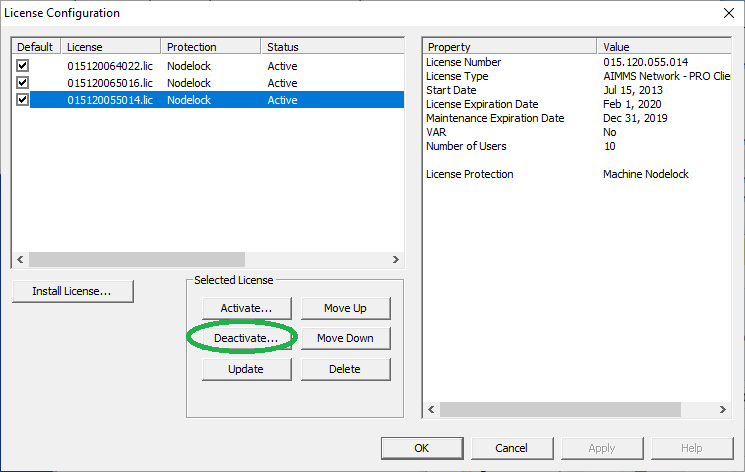 License Configuration
Default License Protection Status
015120064022.lic Nodelock Active
015120065016.lic Nodelock Active
015120055014.lic Nodelock Active
Install License...
Selected License
Activate... Move Up
Deactivate... Move Down
Update Delete
Property Value
License Number 015.120.055.014
License Type AIMMS Network - PRO Clie
Start Date Jul 15, 2013
License Expiration Date Feb 1, 2020
Maintenance Expiration Date Dec 31, 2019
VAR No
Number of Users 10
License Protection Machine Nodelock
OK Cancel Apply Help